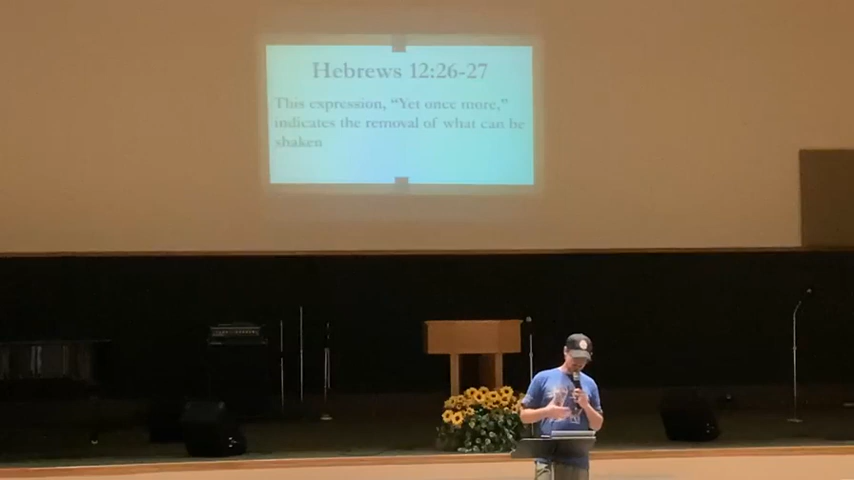 Hebrews 12:26-27
This expression, “Yet once more,”
indicates the removal of what can be
shaken